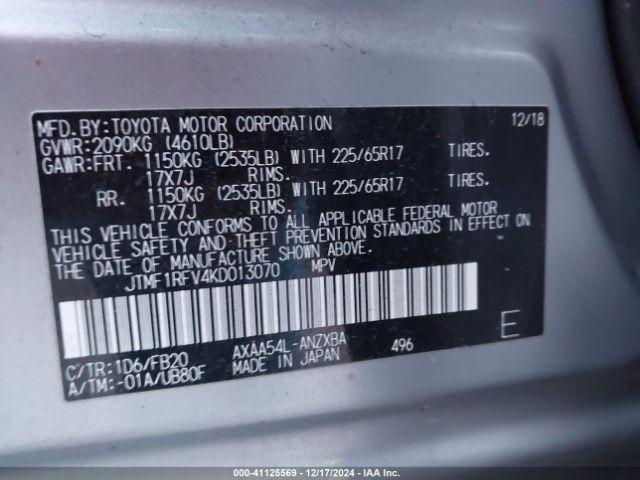 MFD.BY:TOYOTA MOTOR CORPORATION 12/18
GVWR:2090KG (4610LB)
GAWR:FRT. 1150KG (2535LB) WITH 225/65R17 TIRES.
17X7J RIMS.
RR. 1150KG (2535LB) WITH 225/65R17 TIRES.
17X7J RIMS.
THIS VEHICLE CONFORMS TO ALL APPLICABLE FEDERAL MOTOR
VEHICLE SAFETY AND THEFT PREVENTION STANDARDS IN EFFECT ON
THE DATE OF MANUFACTURE SHOWN ABOVE.
JTMF1RFV4KD013070 MPV
E
C/TR:1D6/FB20 AXAA54L-ANZXBA 496
A/TM:-01A/UB80F MADE IN JAPAN
000-41125569 - 12/17/2024 - IAA Inc.